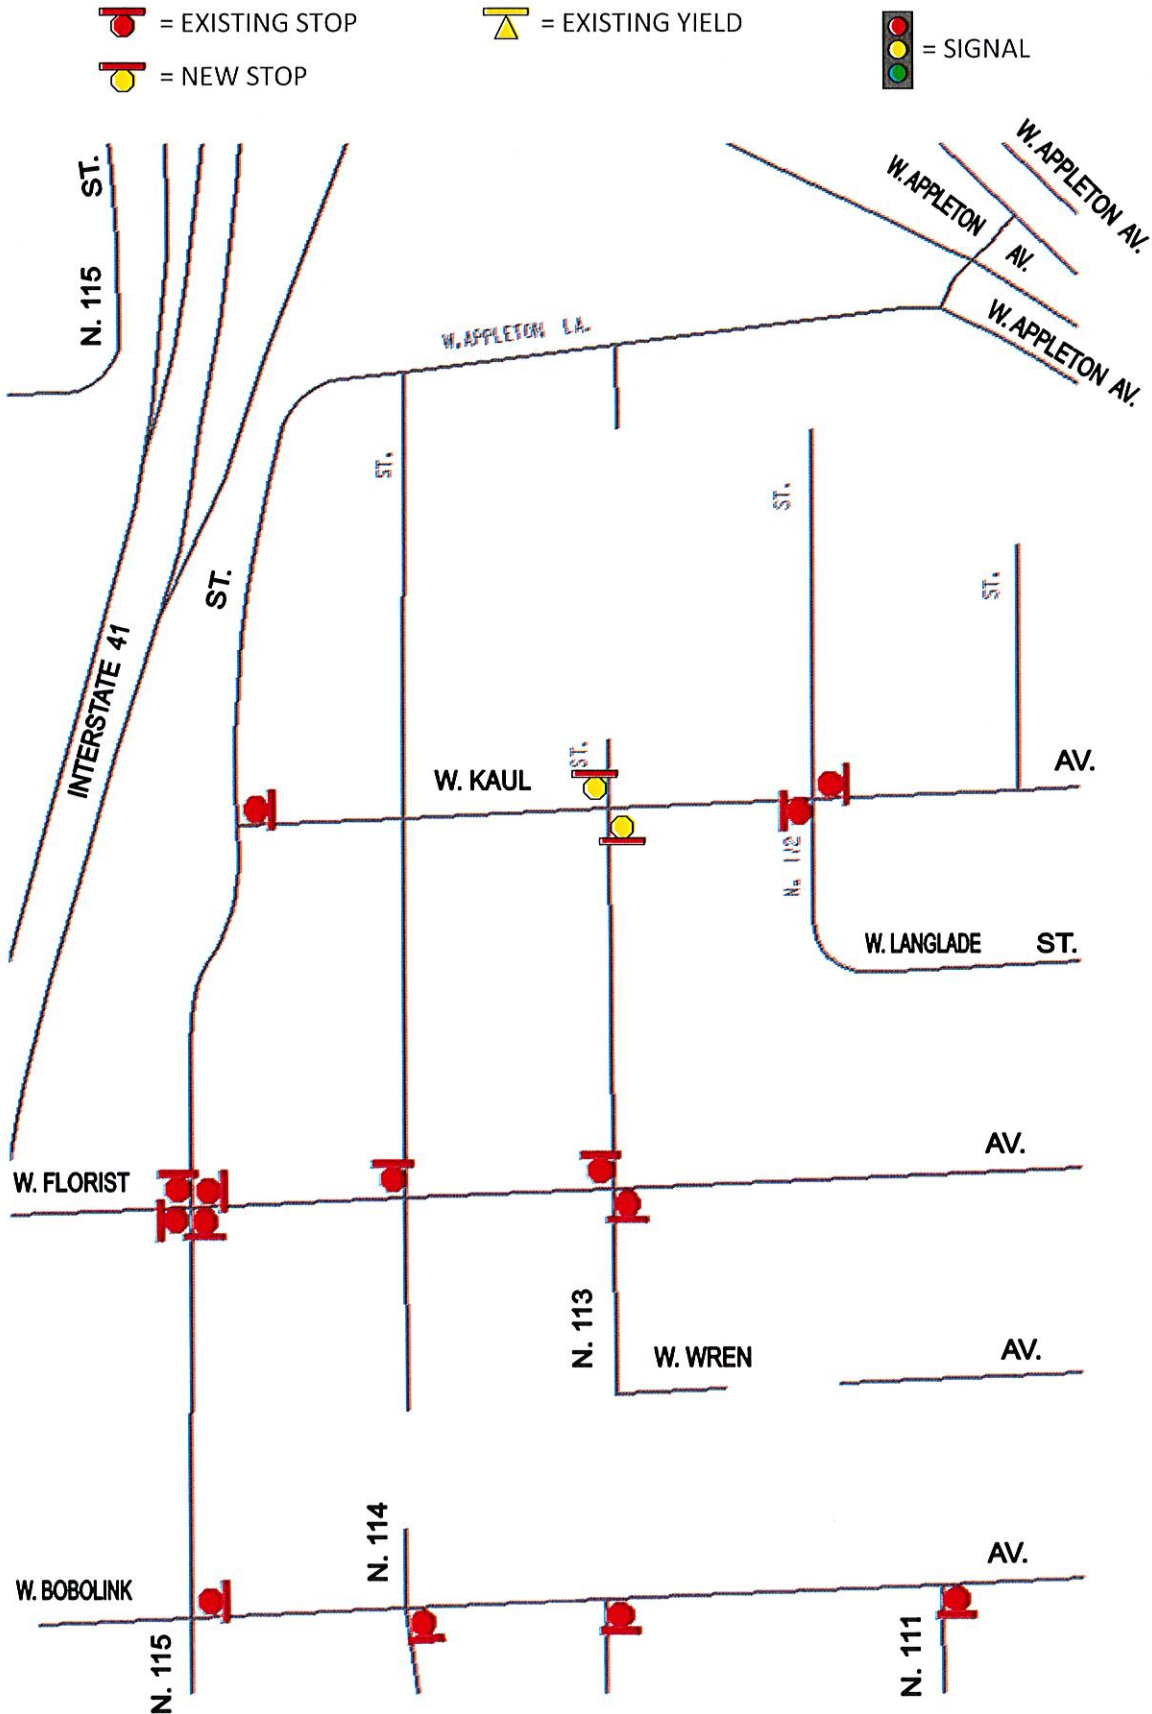 = EXISTING STOP
= EXISTING YIELD
= SIGNAL
= NEW STOP
N. 115 ST.
W. APPLETON AV.
W. APPLETON AV.
W. APPLETON AV.
W. APPLETON LA.
ST.
ST.
ST.
ST.
INTERSTATE 41
ST.
W. KAUL AV.
N. 112
W. LANGLADE ST.
W. FLORIST AV.
N. 113
W. WREN AV.
N. 114
W. BOBOLINK AV.
N. 115
N. 111